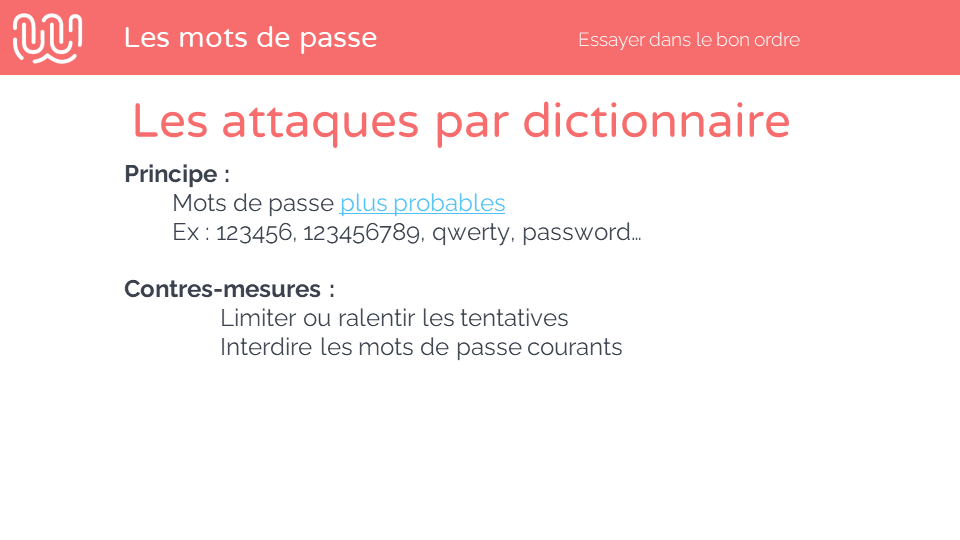 Les mots de passe
Essayer dans le bon ordre
Les attaques par dictionnaire
Principe :
Mots de passe plus probables
Ex : 123456, 123456789, qwerty, password…
Contres-mesures :
Limiter ou ralentir les tentatives
Interdire les mots de passe courants